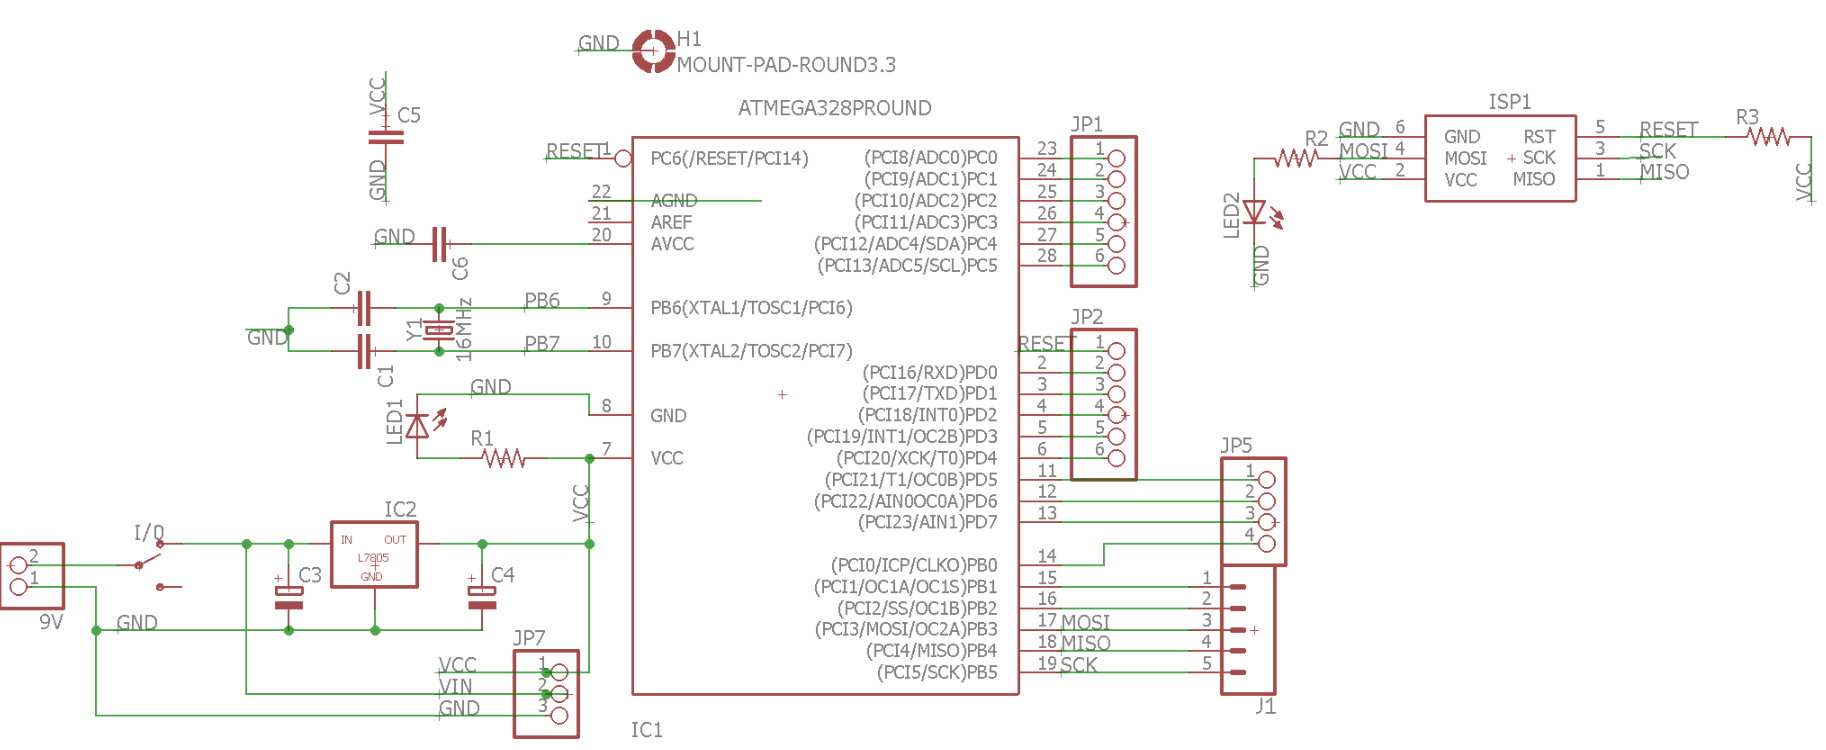 GND
H1
MOUNT-PAD-ROUND3.3
ATMEGA328PROUND
VCC
C5
GND
RESET
1
PC6(/RESET/PCI14)
22
AGND
21
AREF
20
AVCC
GND
C6
C2
PB6
9
PB6(XTAL1/TOSC1/PCI6)
GND
Y1
16MHz
PB7
10
PB7(XTAL2/TOSC2/PCI7)
C1
GND
8
GND
LED1
R1
7
VCC
VCC
(PCI8/ADC0)PC0
23
(PCI9/ADC1)PC1
24
(PCI10/ADC2)PC2
25
(PCI11/ADC3)PC3
26
(PCI12/ADC4/SDA)PC4
27
(PCI13/ADC5/SCL)PC5
28
JP1
1
2
3
4
5
6
JP2
RESET
1
2
3
4
5
6
(PCI16/RXD)PD0
2
(PCI17/TXD)PD1
3
(PCI18/INT0)PD2
4
(PCI19/INT1/OC2B)PD3
5
(PCI20/XCK/T0)PD4
6
(PCI21/T1/OC0B)PD5
11
(PCI22/AIN0OC0A)PD6
12
(PCI23/AIN1)PD7
13
(PCI0/ICP/CLKO)PB0
14
(PCI1/OC1A/OC1S)PB1
15
(PCI2/SS/OC1B)PB2
16
(PCI3/MOSI/OC2A)PB3
17
MOSI
(PCI4/MISO)PB4
18
MISO
(PCI5/SCK)PB5
19
SCK
JP5
1
2
3
4
1
2
3
4
5
J1
ISP1
GND
6
GND
RST
5
RESET
MOSI
4
MOSI
SCK
3
SCK
VCC
2
VCC
MISO
1
MISO
R2
R3
VCC
LED2
GND
2
1
9V
I/0
IC2
IN
OUT
L7805
GND
C3
C4
GND
JP7
VCC
1
VIN
2
GND
3
IC1